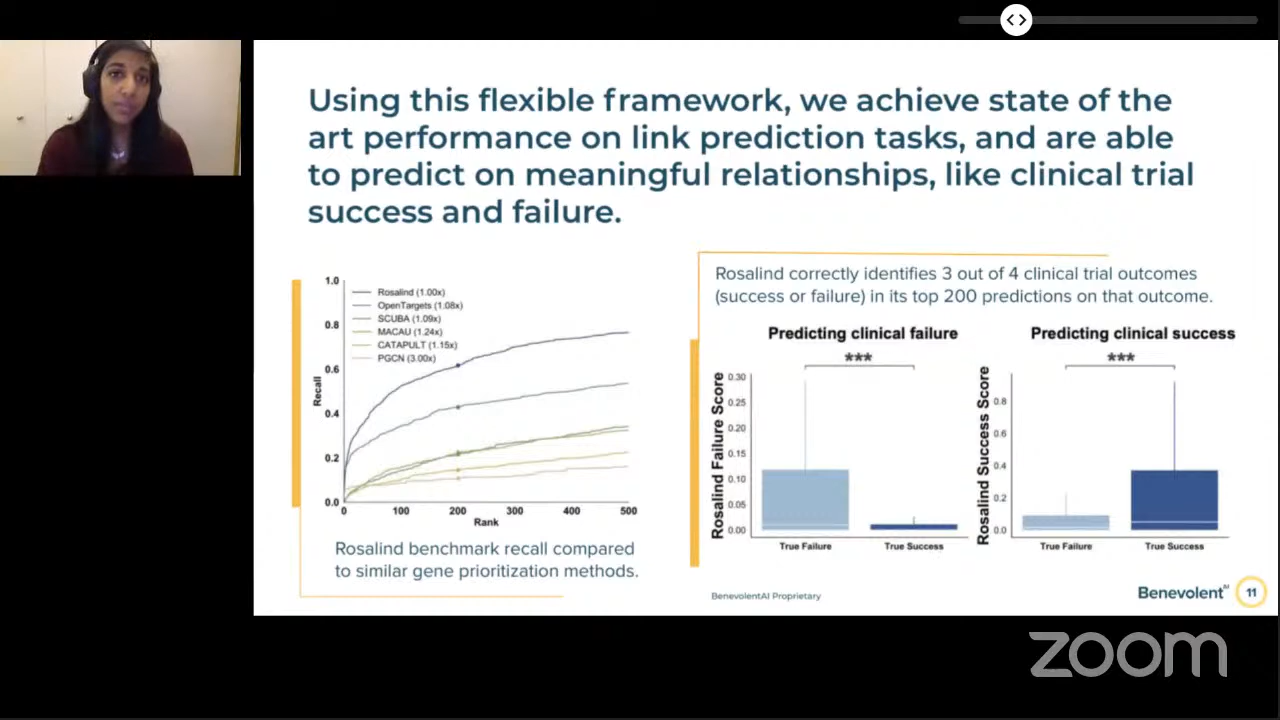 Using this flexible framework, we achieve state of the
art performance on link prediction tasks, and are able
to predict on meaningful relationships, like clinical trial
success and failure.
1.0
0.8
0.6
0.4
0.2
0.0
Recall
Rosalind (1.00x)
OpenTargets (1.08x)
SCUBA (1.09x)
MACAU (1.24x)
CATAPULT (1.15x)
PGCN (3.00x)
0 100 200 300 400 500
Rank
Rosalind benchmark recall compared
to similar gene prioritization methods.
Rosalind correctly identifies 3 out of 4 clinical trial outcomes
(success or failure) in its top 200 predictions on that outcome.
Predicting clinical failure
***
Rosalind Failure Score
0.30
0.25
0.20
0.15
0.10
0.05
0.00
True Failure True Success
Predicting clinical success
***
Rosalind Success Score
0.8
0.6
0.4
0.2
0.0
True Failure True Success
BenevolentAI Proprietary
Benevolent AI
11
zoom